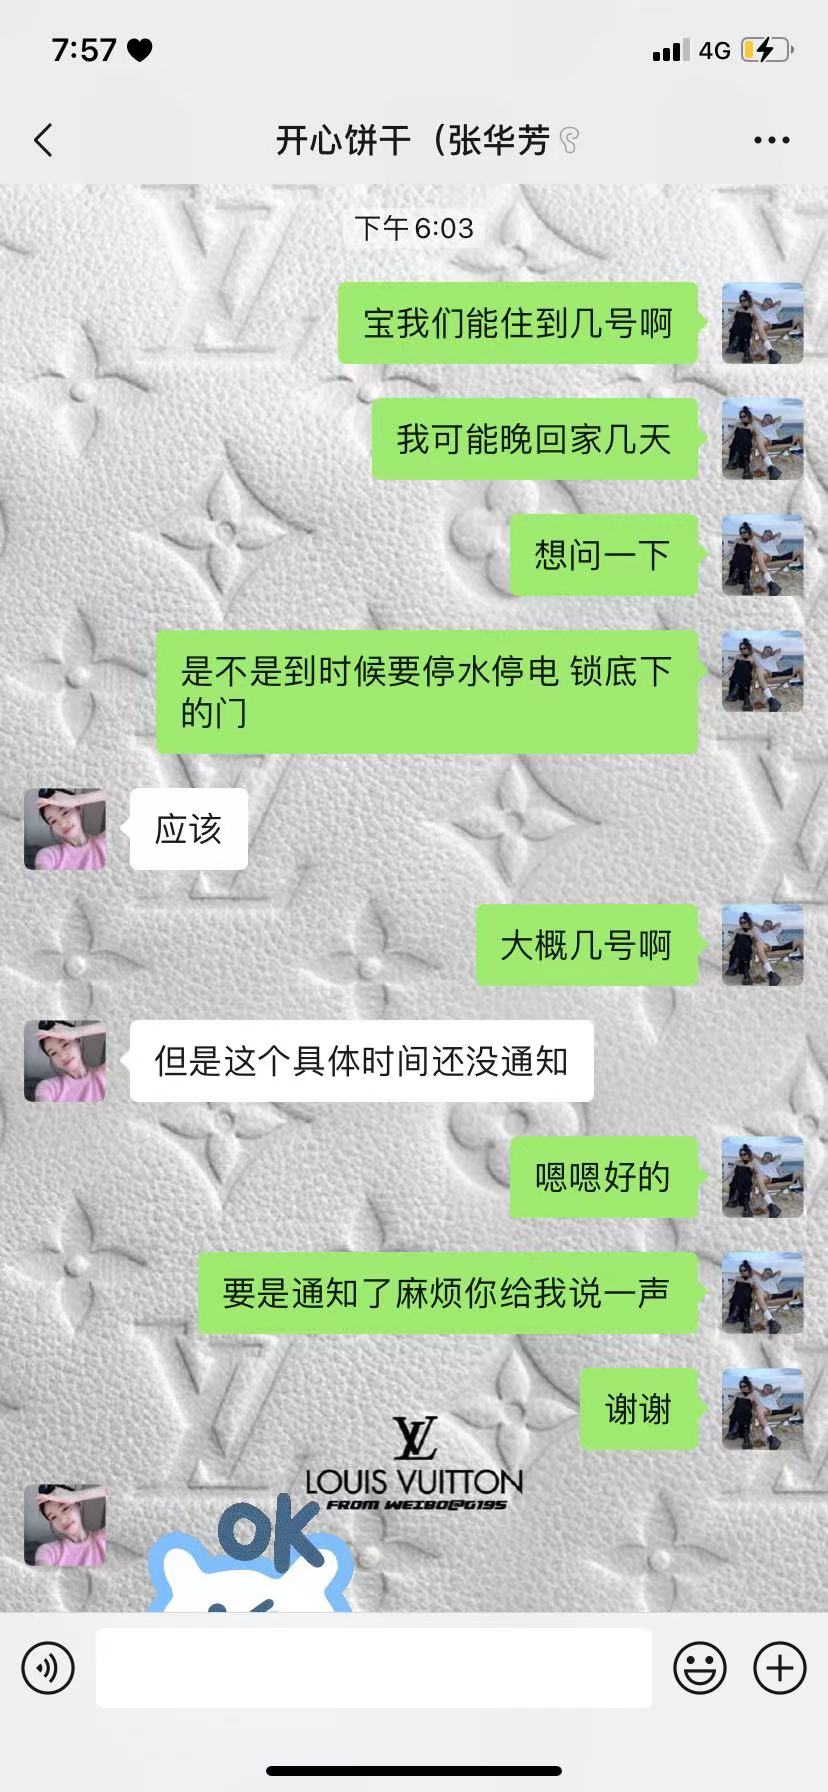 7:57
4G
开心饼干（张华芳
下午6:03
宝我们能住到几号啊
我可能晚回家几天
想问一下
是不是到时候要停水停电 锁底下
的门
应该
大概几号啊
但是这个具体时间还没通知
嗯嗯好的
要是通知了麻烦你给我说一声
谢谢
LV
LOUIS VUITTON
FROM WEIBO@G195
OK